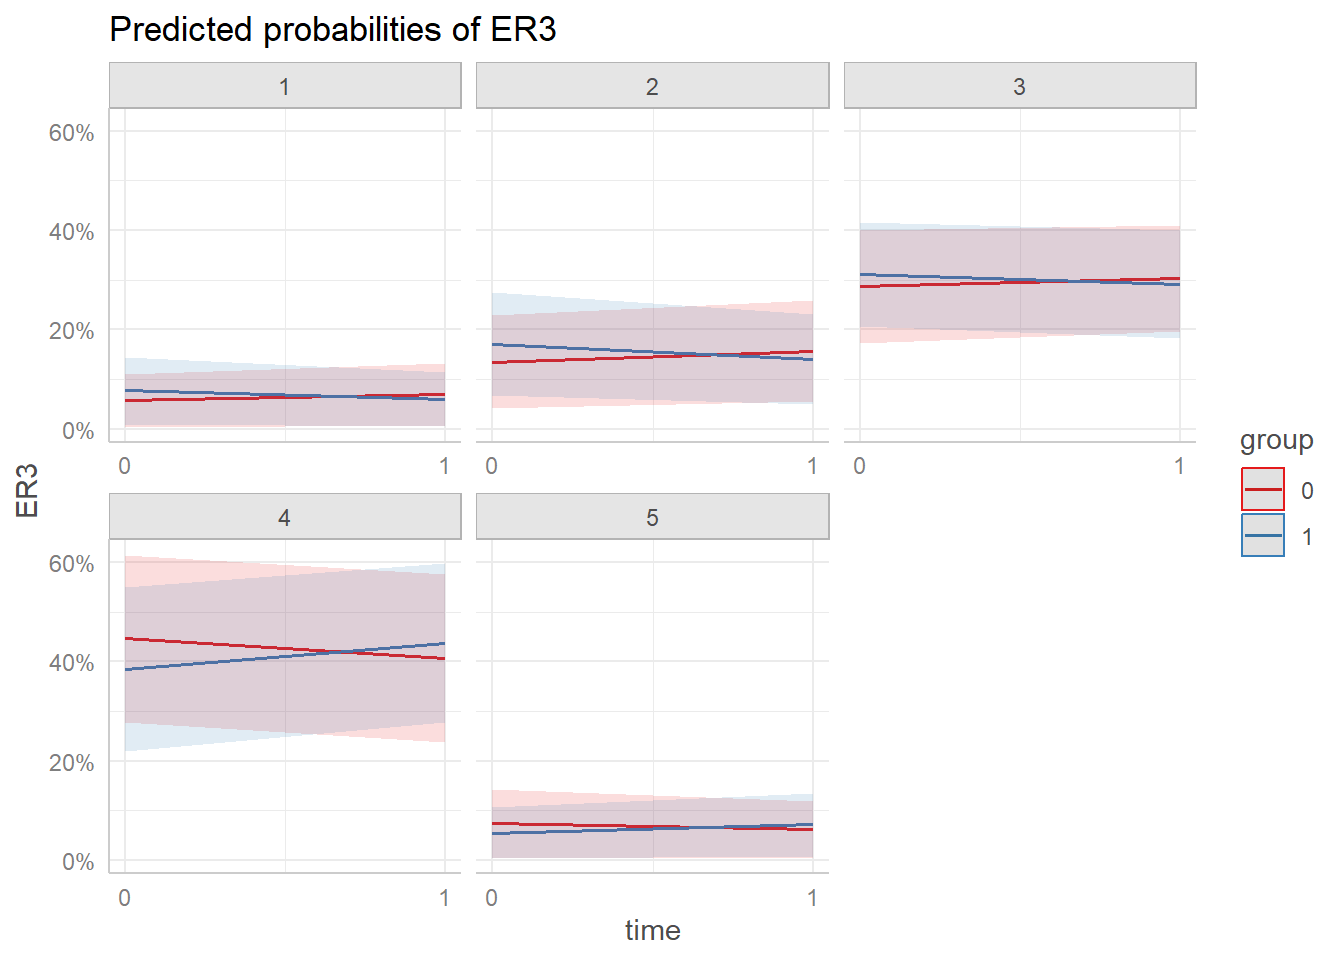 Predicted probabilities of ER3
1 2 3
60%
40%
20%
0%
0 1 0 1 0 1
4 5
60%
40%
20%
0%
0 1 0 1
time
ER3
group
0
1